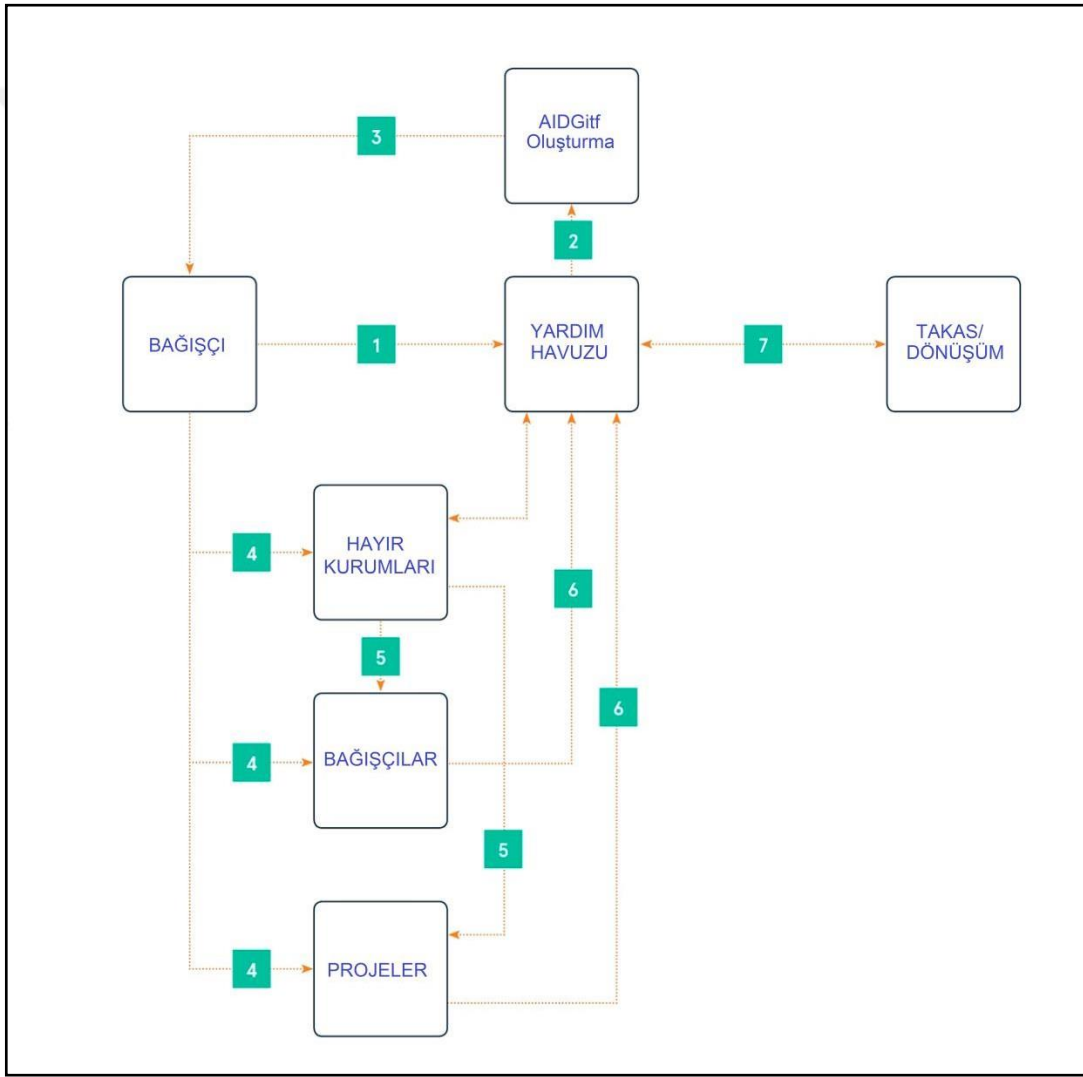 AIDGitf
Oluşturma
3
2
BAĞIŞÇI
1
YARDIM
HAVUZU
7
TAKAS/
DÖNÜŞÜM
4
HAYIR
KURUMLARI
6
5
4
BAĞIŞÇILAR
6
5
4
PROJELER